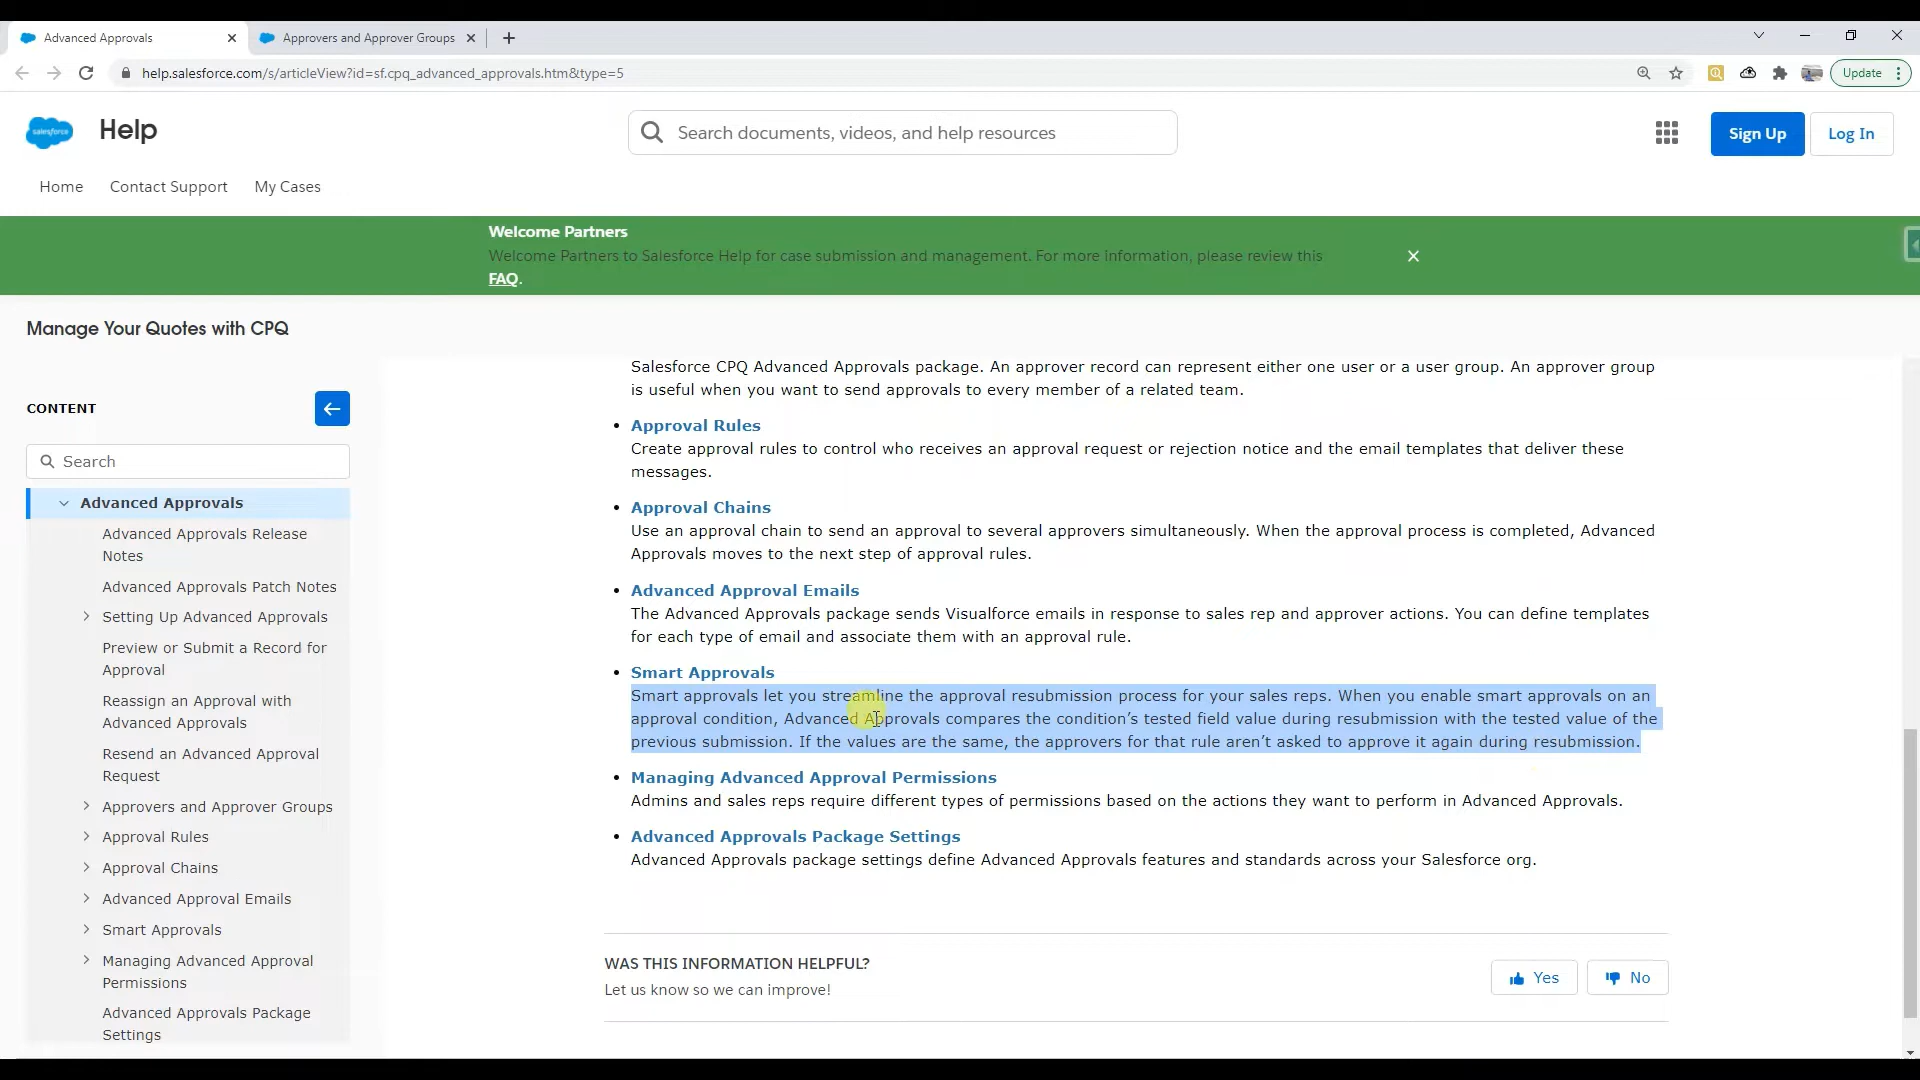 Advanced Approvals
Approvers and Approver Groups
help.salesforce.com/s/articleView?id=sf.cpq_advanced_approvals.htm&type=5
Update
salesforce
Help
Search documents, videos, and help resources
Sign Up
Log In
Home
Contact Support
My Cases
Welcome Partners
Welcome Partners to Salesforce Help for case submission and management. For more information, please review this
FAQ.
Manage Your Quotes with CPQ
CONTENT
Search
Advanced Approvals
Advanced Approvals Release
Notes
Advanced Approvals Patch Notes
Setting Up Advanced Approvals
Preview or Submit a Record for
Approval
Reassign an Approval with
Advanced Approvals
Resend an Advanced Approval
Request
Approvers and Approver Groups
Approval Rules
Approval Chains
Advanced Approval Emails
Smart Approvals
Managing Advanced Approval
Permissions
Advanced Approvals Package
Settings
Salesforce CPQ Advanced Approvals package. An approver record can represent either one user or a user group. An approver group
is useful when you want to send approvals to every member of a related team.
• Approval Rules
Create approval rules to control who receives an approval request or rejection notice and the email templates that deliver these
messages.
• Approval Chains
Use an approval chain to send an approval to several approvers simultaneously. When the approval process is completed, Advanced
Approvals moves to the next step of approval rules.
• Advanced Approval Emails
The Advanced Approvals package sends Visualforce emails in response to sales rep and approver actions. You can define templates
for each type of email and associate them with an approval rule.
• Smart Approvals
Smart approvals let you streamline the approval resubmission process for your sales reps. When you enable smart approvals on an
approval condition, Advanced Approvals compares the condition’s tested field value during resubmission with the tested value of the
previous submission. If the values are the same, the approvers for that rule aren’t asked to approve it again during resubmission.
• Managing Advanced Approval Permissions
Admins and sales reps require different types of permissions based on the actions they want to perform in Advanced Approvals.
• Advanced Approvals Package Settings
Advanced Approvals package settings define Advanced Approvals features and standards across your Salesforce org.
WAS THIS INFORMATION HELPFUL?
Let us know so we can improve!
Yes
No